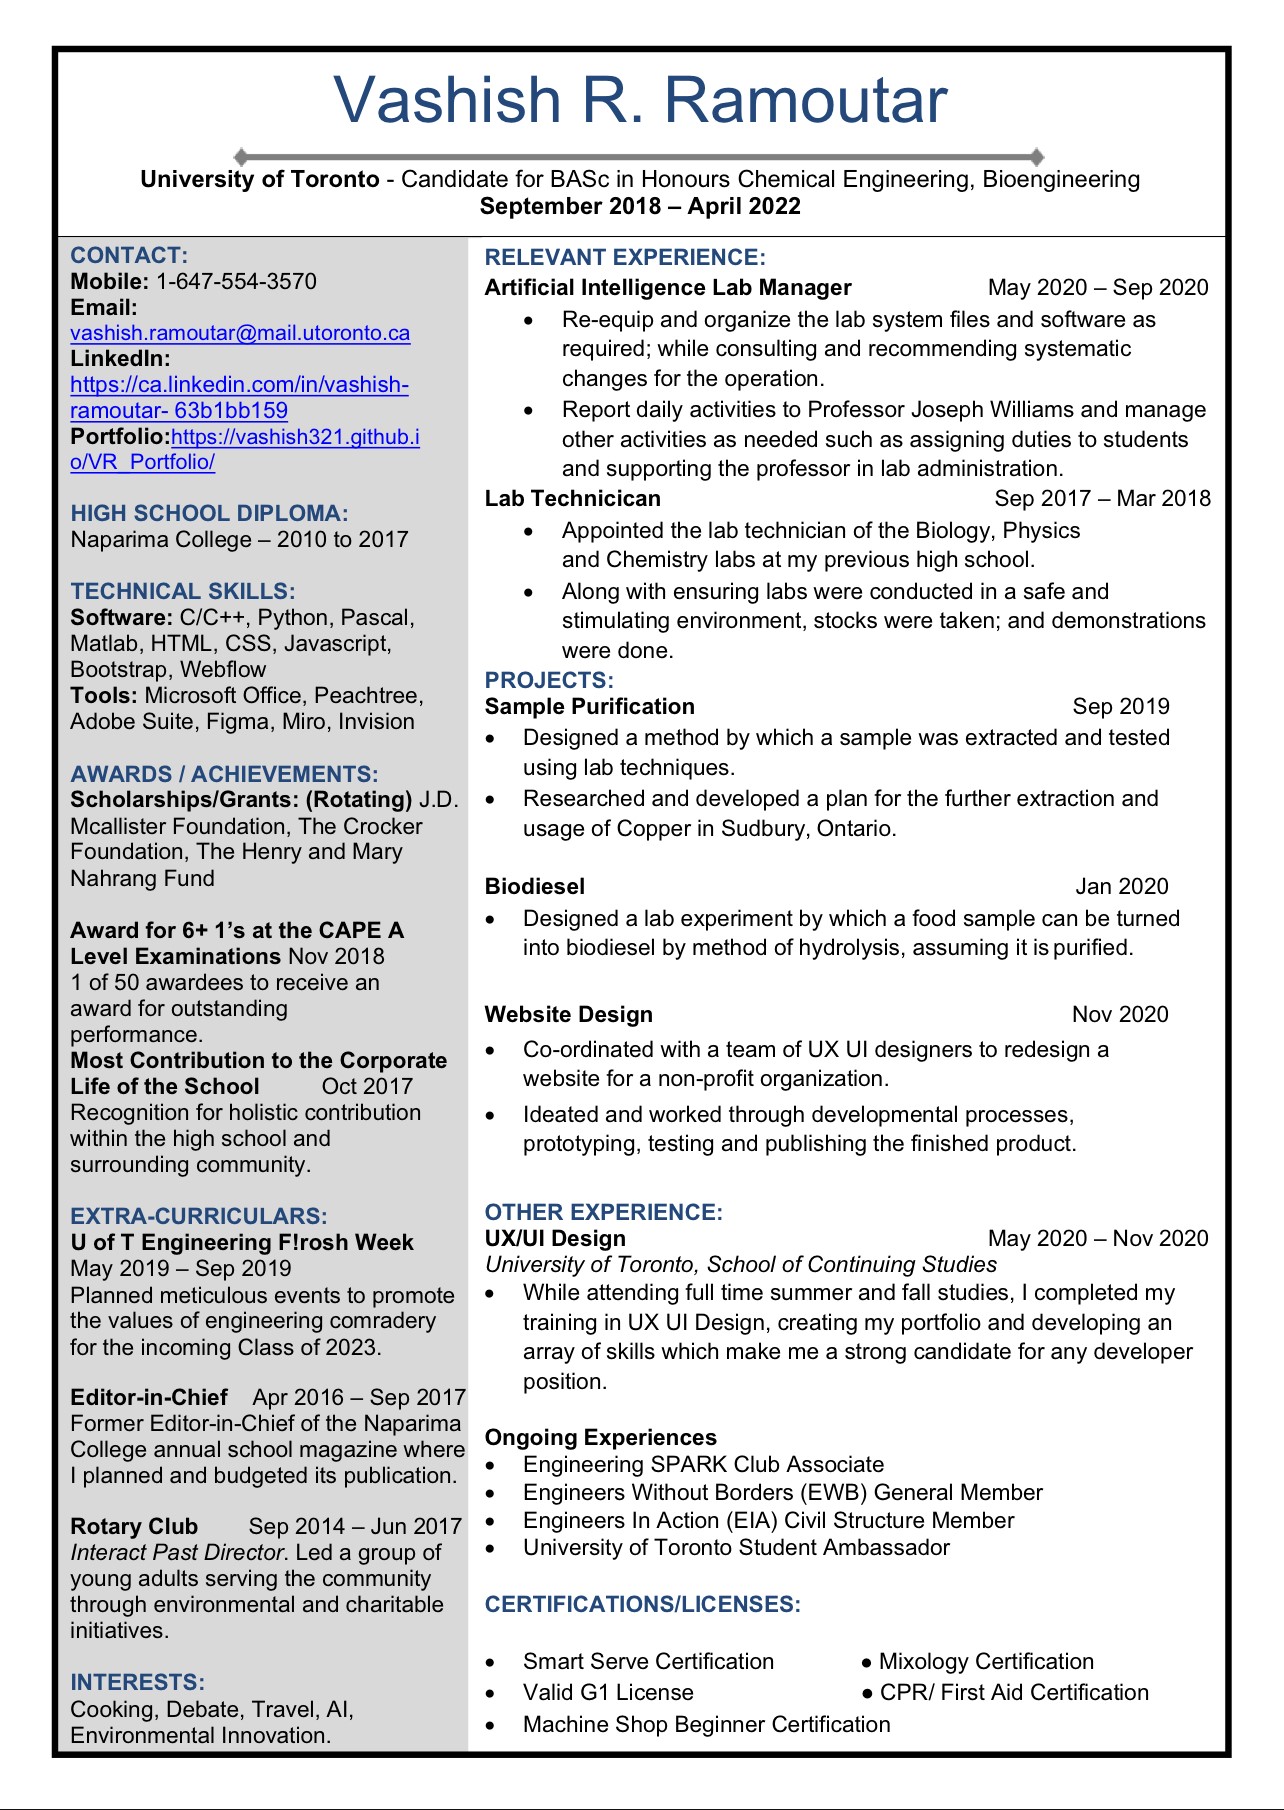 Vashish R. Ramoutar
University of Toronto - Candidate for BASc in Honours Chemical Engineering, Bioengineering
September 2018 – April 2022
CONTACT:
Mobile: 1-647-554-3570
Email:
vashish.ramoutar@mail.utoronto.ca
LinkedIn:
https://ca.linkedin.com/in/vashish-
ramoutar- 63b1bb159
Portfolio:https://vashish321.github.i
o/VR_Portfolio/
HIGH SCHOOL DIPLOMA:
Naparima College – 2010 to 2017
TECHNICAL SKILLS:
Software: C/C++, Python, Pascal,
Matlab, HTML, CSS, Javascript,
Bootstrap, Webflow
Tools: Microsoft Office, Peachtree,
Adobe Suite, Figma, Miro, Invision
AWARDS / ACHIEVEMENTS:
Scholarships/Grants: (Rotating) J.D.
Mcallister Foundation, The Crocker
Foundation, The Henry and Mary
Nahrang Fund
Award for 6+ 1’s at the CAPE A
Level Examinations Nov 2018
1 of 50 awardees to receive an
award for outstanding
performance.
Most Contribution to the Corporate
Life of the School Oct 2017
Recognition for holistic contribution
within the high school and
surrounding community.
EXTRA-CURRICULARS:
U of T Engineering F!rosh Week
May 2019 – Sep 2019
Planned meticulous events to promote
the values of engineering comradery
for the incoming Class of 2023.
Editor-in-Chief Apr 2016 – Sep 2017
Former Editor-in-Chief of the Naparima
College annual school magazine where
I planned and budgeted its publication.
Rotary Club Sep 2014 – Jun 2017
Interact Past Director. Led a group of
young adults serving the community
through environmental and charitable
initiatives.
INTERESTS:
Cooking, Debate, Travel, AI,
Environmental Innovation.
RELEVANT EXPERIENCE:
Artificial Intelligence Lab Manager May 2020 – Sep 2020
• Re-equip and organize the lab system files and software as
required; while consulting and recommending systematic
changes for the operation.
• Report daily activities to Professor Joseph Williams and manage
other activities as needed such as assigning duties to students
and supporting the professor in lab administration.
Lab Technicican Sep 2017 – Mar 2018
• Appointed the lab technician of the Biology, Physics
and Chemistry labs at my previous high school.
• Along with ensuring labs were conducted in a safe and
stimulating environment, stocks were taken; and demonstrations
were done.
PROJECTS:
Sample Purification Sep 2019
• Designed a method by which a sample was extracted and tested
using lab techniques.
• Researched and developed a plan for the further extraction and
usage of Copper in Sudbury, Ontario.
Biodiesel Jan 2020
• Designed a lab experiment by which a food sample can be turned
into biodiesel by method of hydrolysis, assuming it is purified.
Website Design Nov 2020
• Co-ordinated with a team of UX UI designers to redesign a
website for a non-profit organization.
• Ideated and worked through developmental processes,
prototyping, testing and publishing the finished product.
OTHER EXPERIENCE:
UX/UI Design May 2020 – Nov 2020
University of Toronto, School of Continuing Studies
• While attending full time summer and fall studies, I completed my
training in UX UI Design, creating my portfolio and developing an
array of skills which make me a strong candidate for any developer
position.
Ongoing Experiences
• Engineering SPARK Club Associate
• Engineers Without Borders (EWB) General Member
• Engineers In Action (EIA) Civil Structure Member
• University of Toronto Student Ambassador
CERTIFICATIONS/LICENSES:
• Smart Serve Certification ● Mixology Certification
• Valid G1 License ● CPR/ First Aid Certification
• Machine Shop Beginner Certification